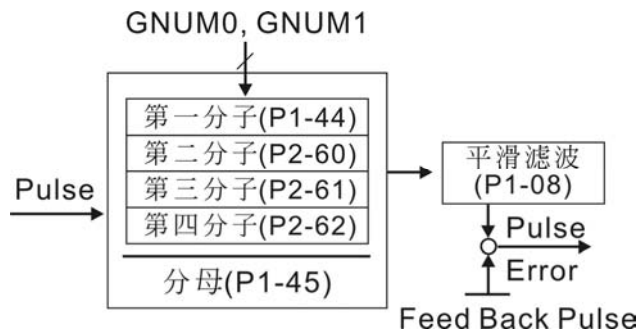 GNUM0, GNUM1
第一分子(P1-44)
第二分子(P2-60)
第三分子(P2-61)
第四分子(P2-62)
分母(P1-45)
Pulse
平滑滤波
(P1-08)
Pulse
Error
Feed Back Pulse